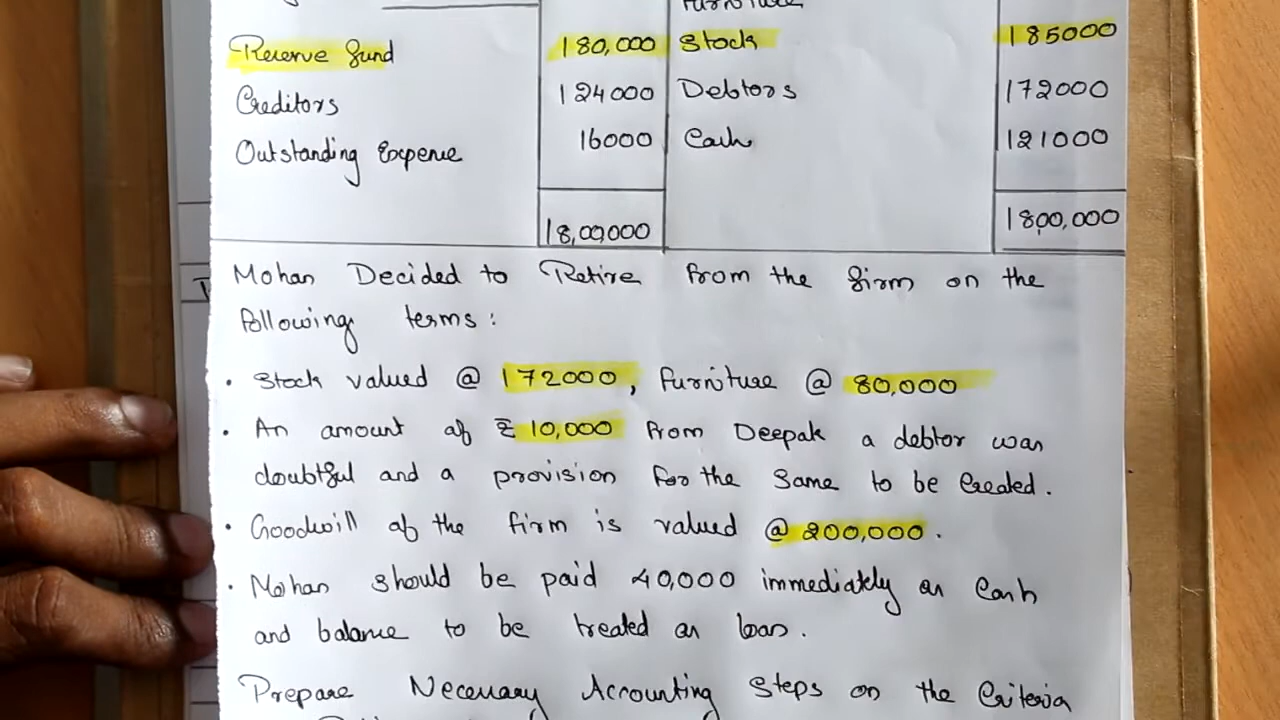 Furniture
Reserve fund 180,000 Stock 185000
Creditors 124000 Debtors 172000
Outstanding Expense 16000 Cash 121000
18,00,000 1800,000
Mohan Decided to Retire from the firm on the
following terms:
• Stock valued @ 172000, furniture @ 80,000
• An amount of ₹ 10,000 from Deepak a debtor was
doubtful and a provision for the same to be Created.
• Goodwill of the firm is valued @ 200,000.
• Mohan should be paid 40,000 immediately as Cash
and balance to be treated as loan.
Prepare Necessary Accounting Steps on the Criteria